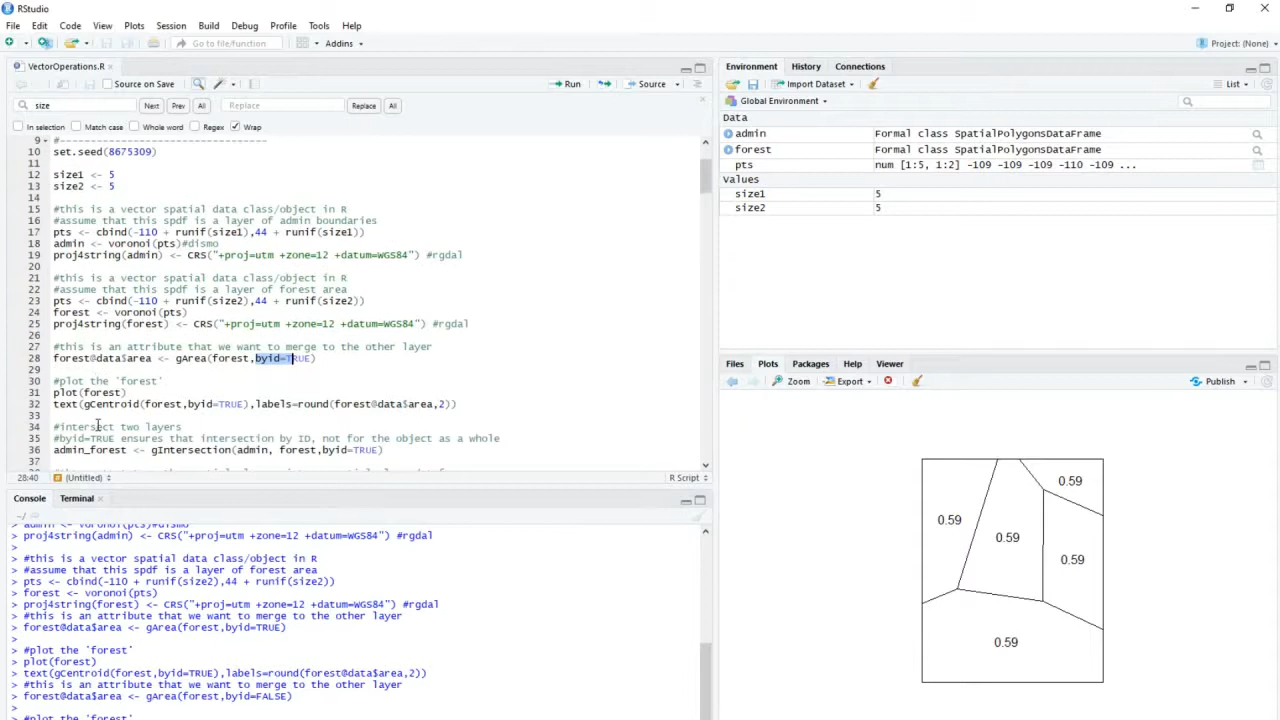 RStudio
File Edit Code View Plots Session Build Debug Profile Tools Help
Go to file/function
Addins
Project: (None)
VectorOperations.R
Source on Save
Run
Source
size
Next
Prev
All
Replace
Replace
All
In selection
Match case
Whole word
Regex
Wrap
9 #-----------------------------------
10 set.seed(8675309)
11
12 size1 <- 5
13 size2 <- 5
14
15 #this is a vector spatial data class/object in R
16 #assume that this spdf is a layer of admin boundaries
17 pts <- cbind(-110 + runif(size1),44 + runif(size1))
18 admin <- voronoi(pts)#dismo
19 proj4string(admin) <- CRS("+proj=utm +zone=12 +datum=WGS84") #rgdal
20
21 #this is a vector spatial data class/object in R
22 #assume that this spdf is a layer of forest area
23 pts <- cbind(-110 + runif(size2),44 + runif(size2))
24 forest <- voronoi(pts)
25 proj4string(forest) <- CRS("+proj=utm +zone=12 +datum=WGS84") #rgdal
26
27 #this is an attribute that we want to merge to the other layer
28 forest@data$area <- gArea(forest,byid=TRUE)
29
30 #plot the 'forest'
31 plot(forest)
32 text(gCentroid(forest,byid=TRUE),labels=round(forest@data$area,2))
33
34 #intersect two layers
35 #byid=TRUE ensures that intersection by ID, not for the object as a whole
36 admin_forest <- gIntersection(admin, forest,byid=TRUE)
37
28:40
(Untitled)
R Script
Console Terminal
~/
> admin <- voronoi(pts)#dismo
> proj4string(admin) <- CRS("+proj=utm +zone=12 +datum=WGS84") #rgdal
>
> #this is a vector spatial data class/object in R
> #assume that this spdf is a layer of forest area
> pts <- cbind(-110 + runif(size2),44 + runif(size2))
> forest <- voronoi(pts)
> proj4string(forest) <- CRS("+proj=utm +zone=12 +datum=WGS84") #rgdal
> #this is an attribute that we want to merge to the other layer
> forest@data$area <- gArea(forest,byid=TRUE)
>
> #plot the 'forest'
> plot(forest)
> text(gCentroid(forest,byid=TRUE),labels=round(forest@data$area,2))
> #this is an attribute that we want to merge to the other layer
> forest@data$area <- gArea(forest,byid=FALSE)
>
> #plot the 'forest'
Environment History Connections
Import Dataset
List
Global Environment
Data
admin Formal class SpatialPolygonsDataFrame
forest Formal class SpatialPolygonsDataFrame
pts num [1:5, 1:2] -109 -109 -109 -110 -109 ...
Values
size1 5
size2 5
Files Plots Packages Help Viewer
Zoom
Export
Publish
0.59
0.59
0.59
0.59
0.59